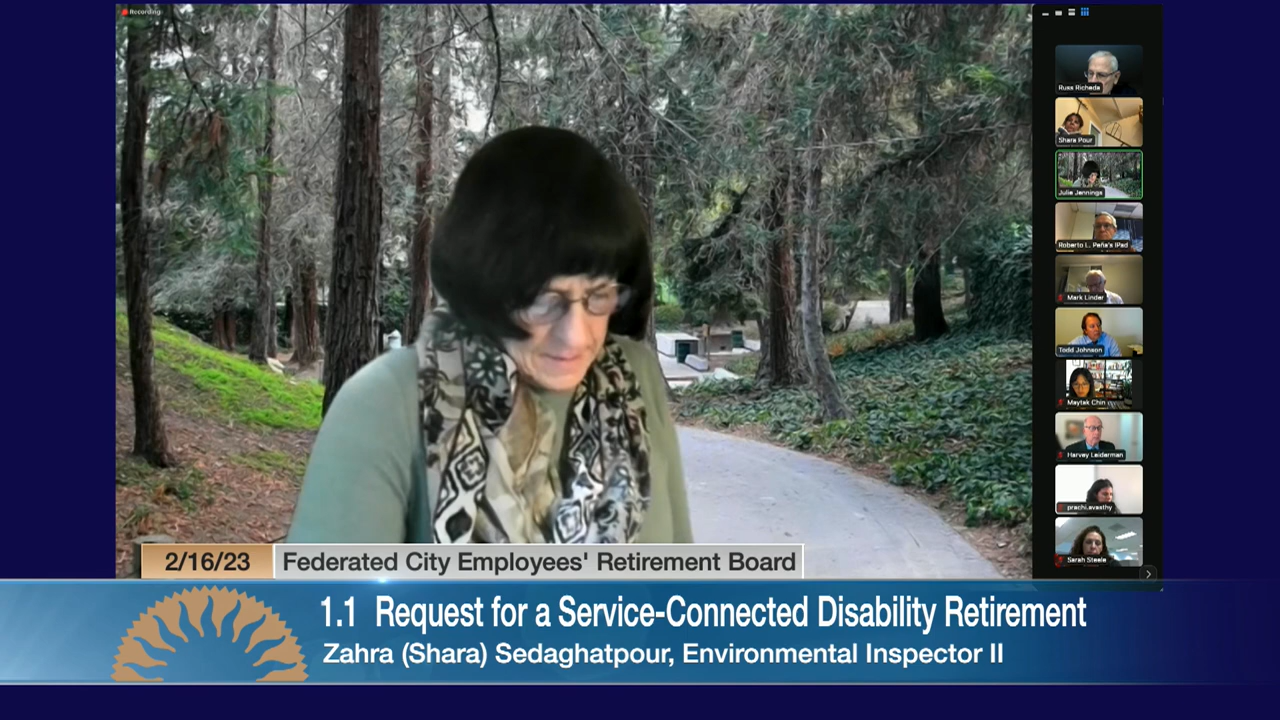 Recording
Russ Richeda
Shara Pour
Julie Jennings
Roberto L. Peña's iPad
Mark Linder
Todd Johnson
Maytak Chin
Harvey Leiderman
prachi.avasthy
Sarah Steele
2/16/23
Federated City Employees' Retirement Board
1.1 Request for a Service-Connected Disability Retirement
Zahra (Shara) Sedaghatpour, Environmental Inspector II